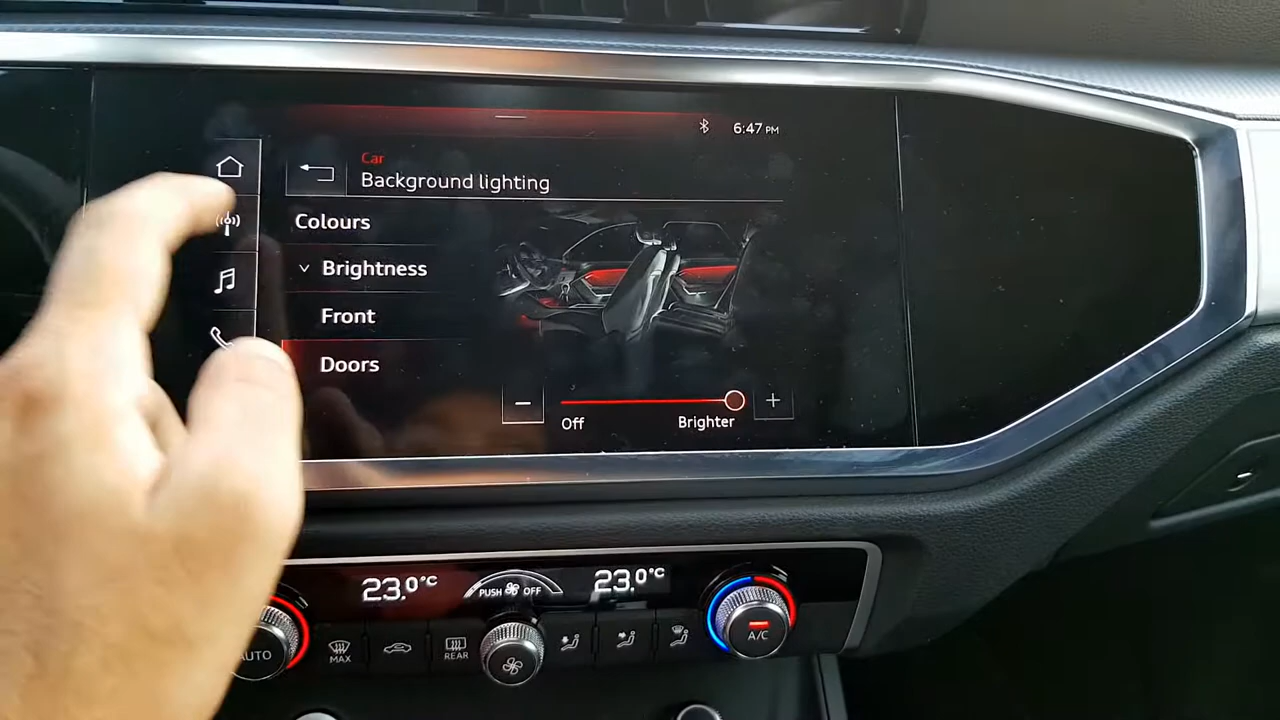 6:47 PM
Car
Background lighting
Colours
Brightness
Front
Doors
Off
Brighter
23.0°C
PUSH OFF
23.0°C
AUTO
MAX
REAR
A/C